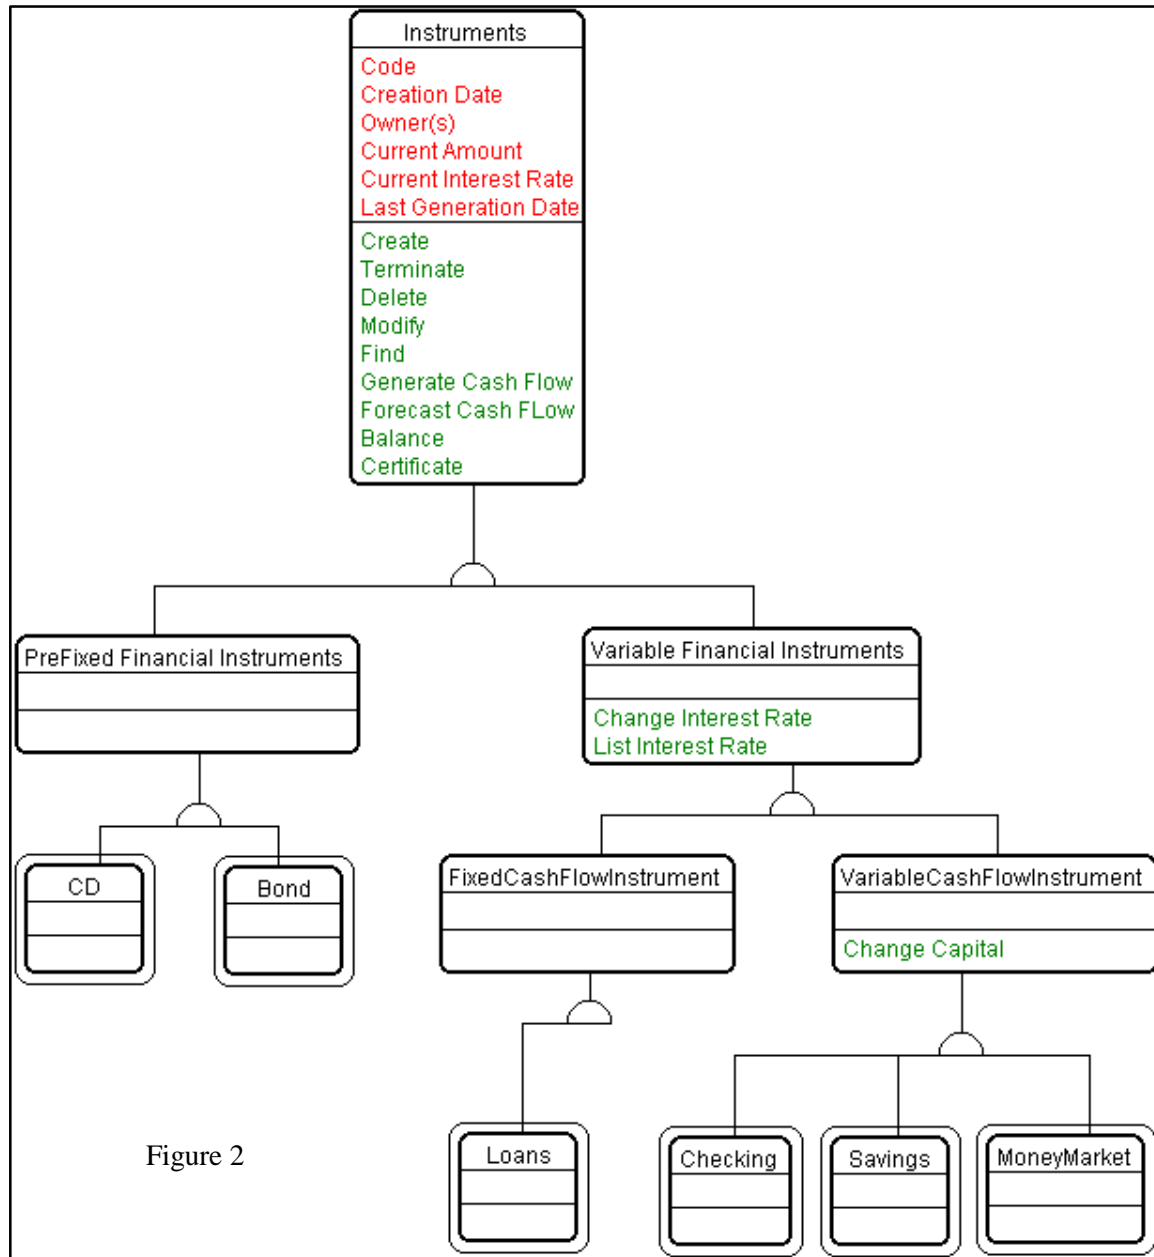 Instruments
Code
Creation Date
Owner(s)
Current Amount
Current Interest Rate
Last Generation Date
Create
Terminate
Delete
Modify
Find
Generate Cash Flow
Forecast Cash FLow
Balance
Certificate
PreFixed Financial Instruments
Variable Financial Instruments
Change Interest Rate
List Interest Rate
CD
Bond
FixedCashFlowInstrument
VariableCashFlowInstrument
Change Capital
Loans
Checking
Savings
MoneyMarket
Figure 2